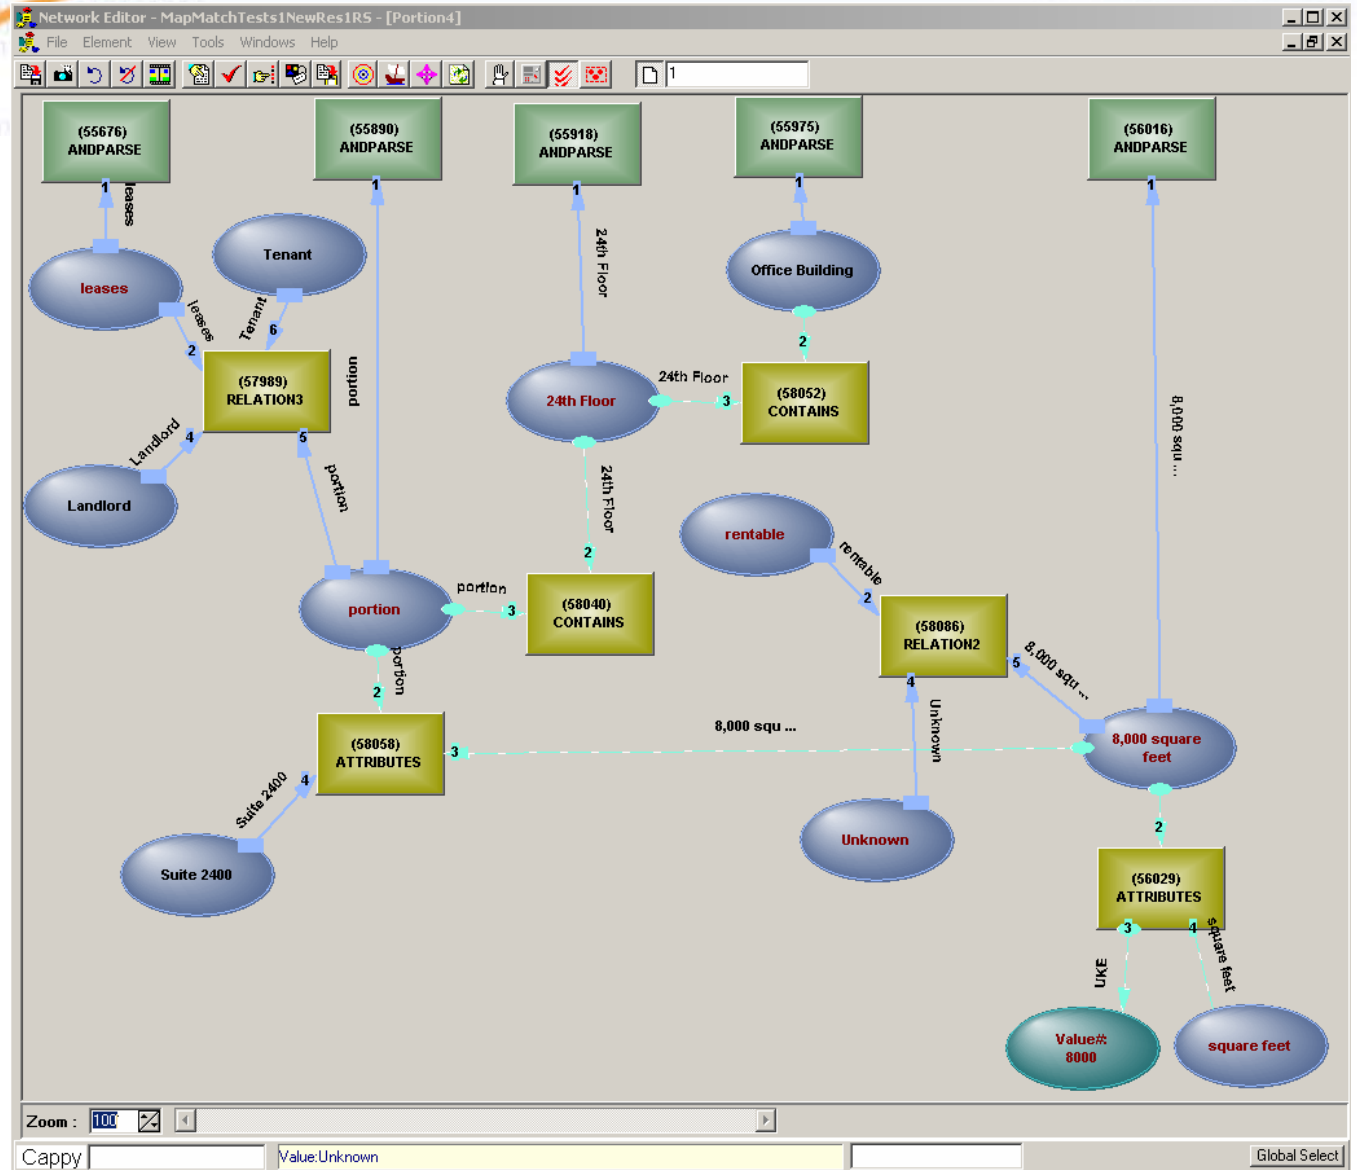 Network Editor - MapMatchTests1NewRes1RS - [Portion4]
File Element View Tools Windows Help
1
(55676)
ANDPARSE
(55890)
ANDPARSE
(55918)
ANDPARSE
(55975)
ANDPARSE
(56016)
ANDPARSE
1
leases
1
1
1
1
leases
Tenant
24th Floor
Office Building
leases
Tenant
6
2
2
portion
(57989)
RELATION3
24th Floor
24th Floor
3
(58052)
CONTAINS
8,000 squ ...
Landlord
4
5
portion
Landlord
24th Floor
2
rentable
rentable
2
portion
portion
3
(58040)
CONTAINS
(58086)
RELATION2
5
8,000 squ ...
4
portion
2
Unknown
(58058)
ATTRIBUTES
3
8,000 squ ...
8,000 square
feet
Suite 2400
4
2
Unknown
Suite 2400
(56029)
ATTRIBUTES
3
4
UKE
square feet
Value#:
8000
square feet
Zoom : 100
Cappy
Value:Unknown
Global Select